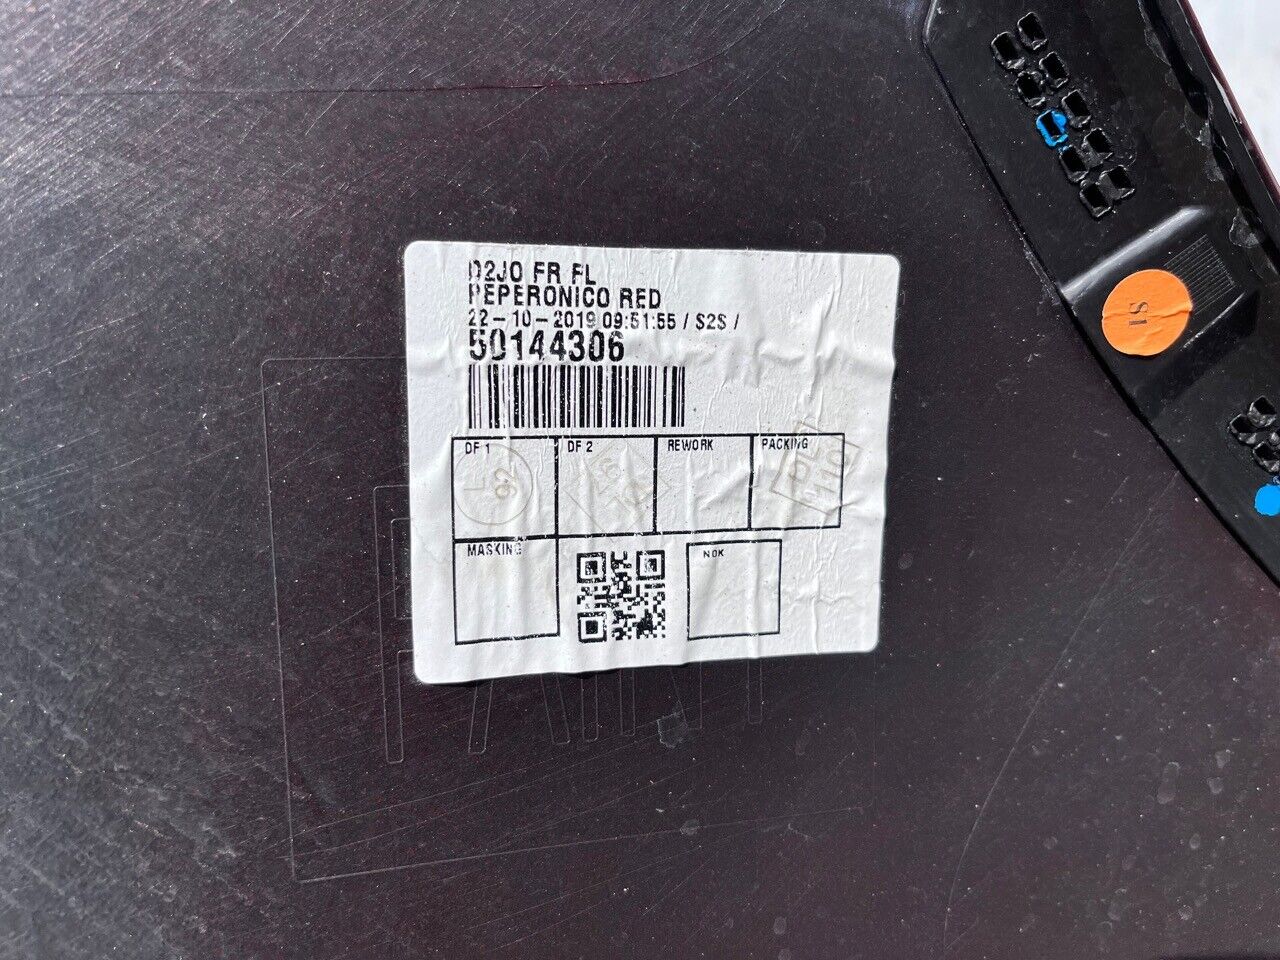 D2JO FR FL
PEPERONICO RED
22-10-2019 09:51:55 / S2S /
50144306
DF 1 DF 2 REWORK PACKING
MASKING NOK
S1